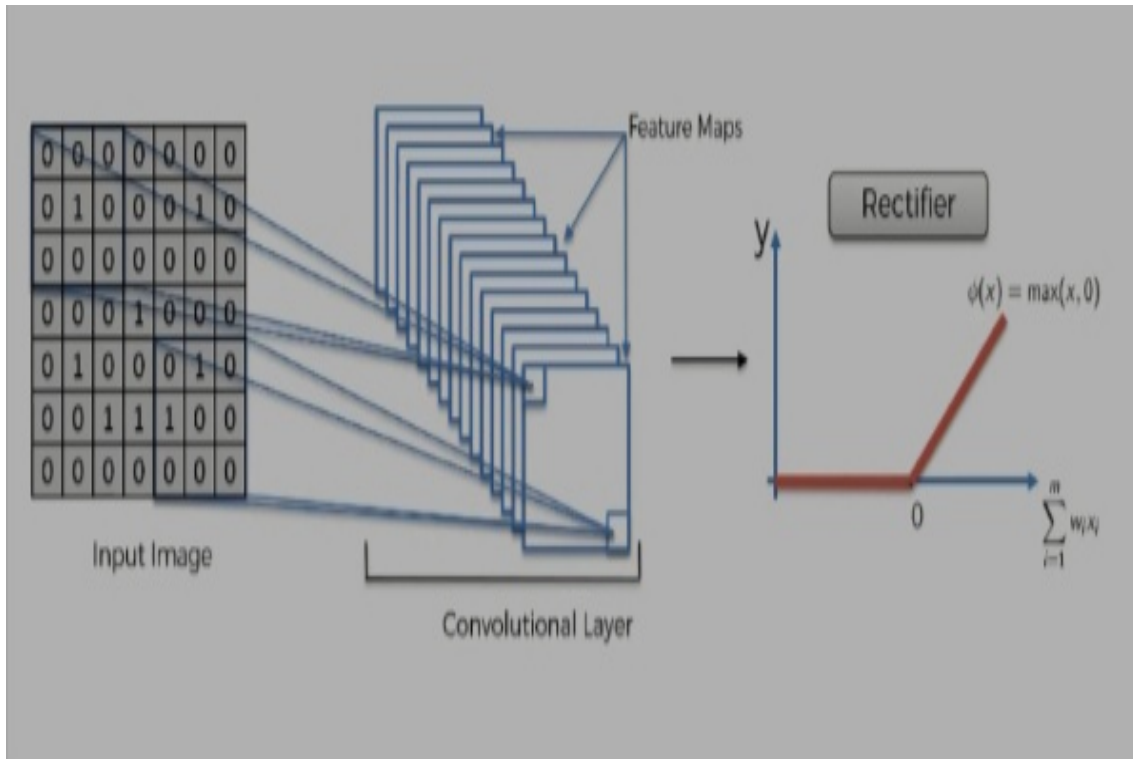 0 0 0 0 0 0 0
0 1 0 0 0 1 0
0 0 0 0 0 0 0
0 0 0 1 0 0 0
0 1 0 0 0 1 0
0 0 1 1 1 0 0
0 0 0 0 0 0 0
Input Image
Feature Maps
Convolutional Layer
Rectifier
y
ϕ(x) = max(x, 0)
0
m
∑ wᵢxᵢ
i=1